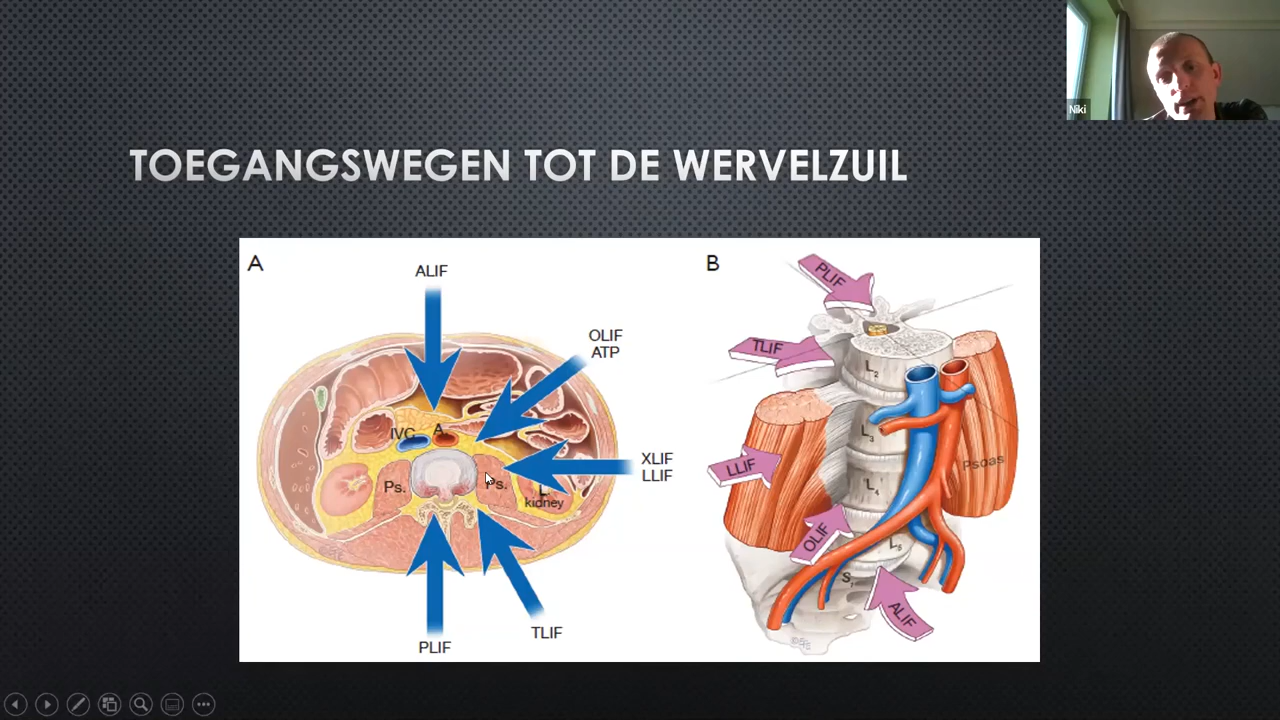 Niki
TOEGANGSWEGEN TOT DE WERVELZUIL
A
ALIF
OLIF
ATP
IVC
A
XLIF
LLIF
Ps.
Ps.
L.
kidney
TLIF
PLIF
B
PLIF
TLIF
L2
L3
LLIF
Psoas
L4
OLIF
L5
S1
ALIF